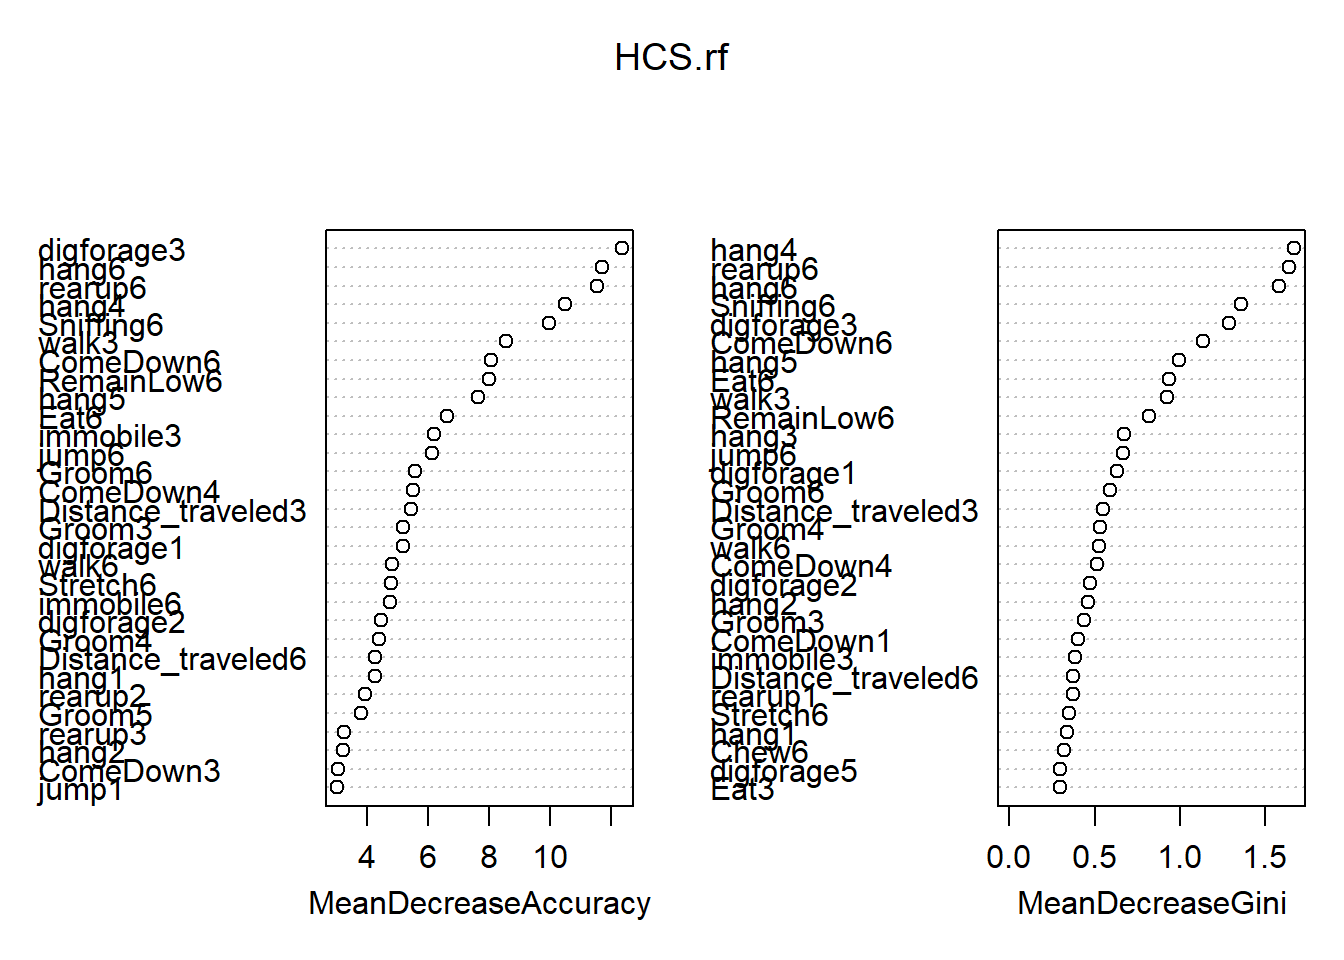 HCS.rf
digforage3
hang6
rearup6
hang4
Sniffing6
walk3
ComeDown6
RemainLow6
hang5
Eat6
immobile3
jump6
Groom6
ComeDown4
Distance_traveled3
Groom3
digforage1
walk6
Stretch6
immobile6
digforage2
Groom4
Distance_traveled6
hang1
rearup2
Groom5
rearup3
hang2
ComeDown3
jump1
4 6 8 10
MeanDecreaseAccuracy
hang4
rearup6
hang6
Sniffing6
digforage3
ComeDown6
hang5
Eat6
walk3
RemainLow6
hang3
jump6
digforage1
Groom6
Distance_traveled3
Groom4
walk6
ComeDown4
digforage2
hang2
Groom3
ComeDown1
immobile3
Distance_traveled6
rearup1
Stretch6
hang1
Chew6
digforage5
Eat3
0.0 0.5 1.0 1.5
MeanDecreaseGini